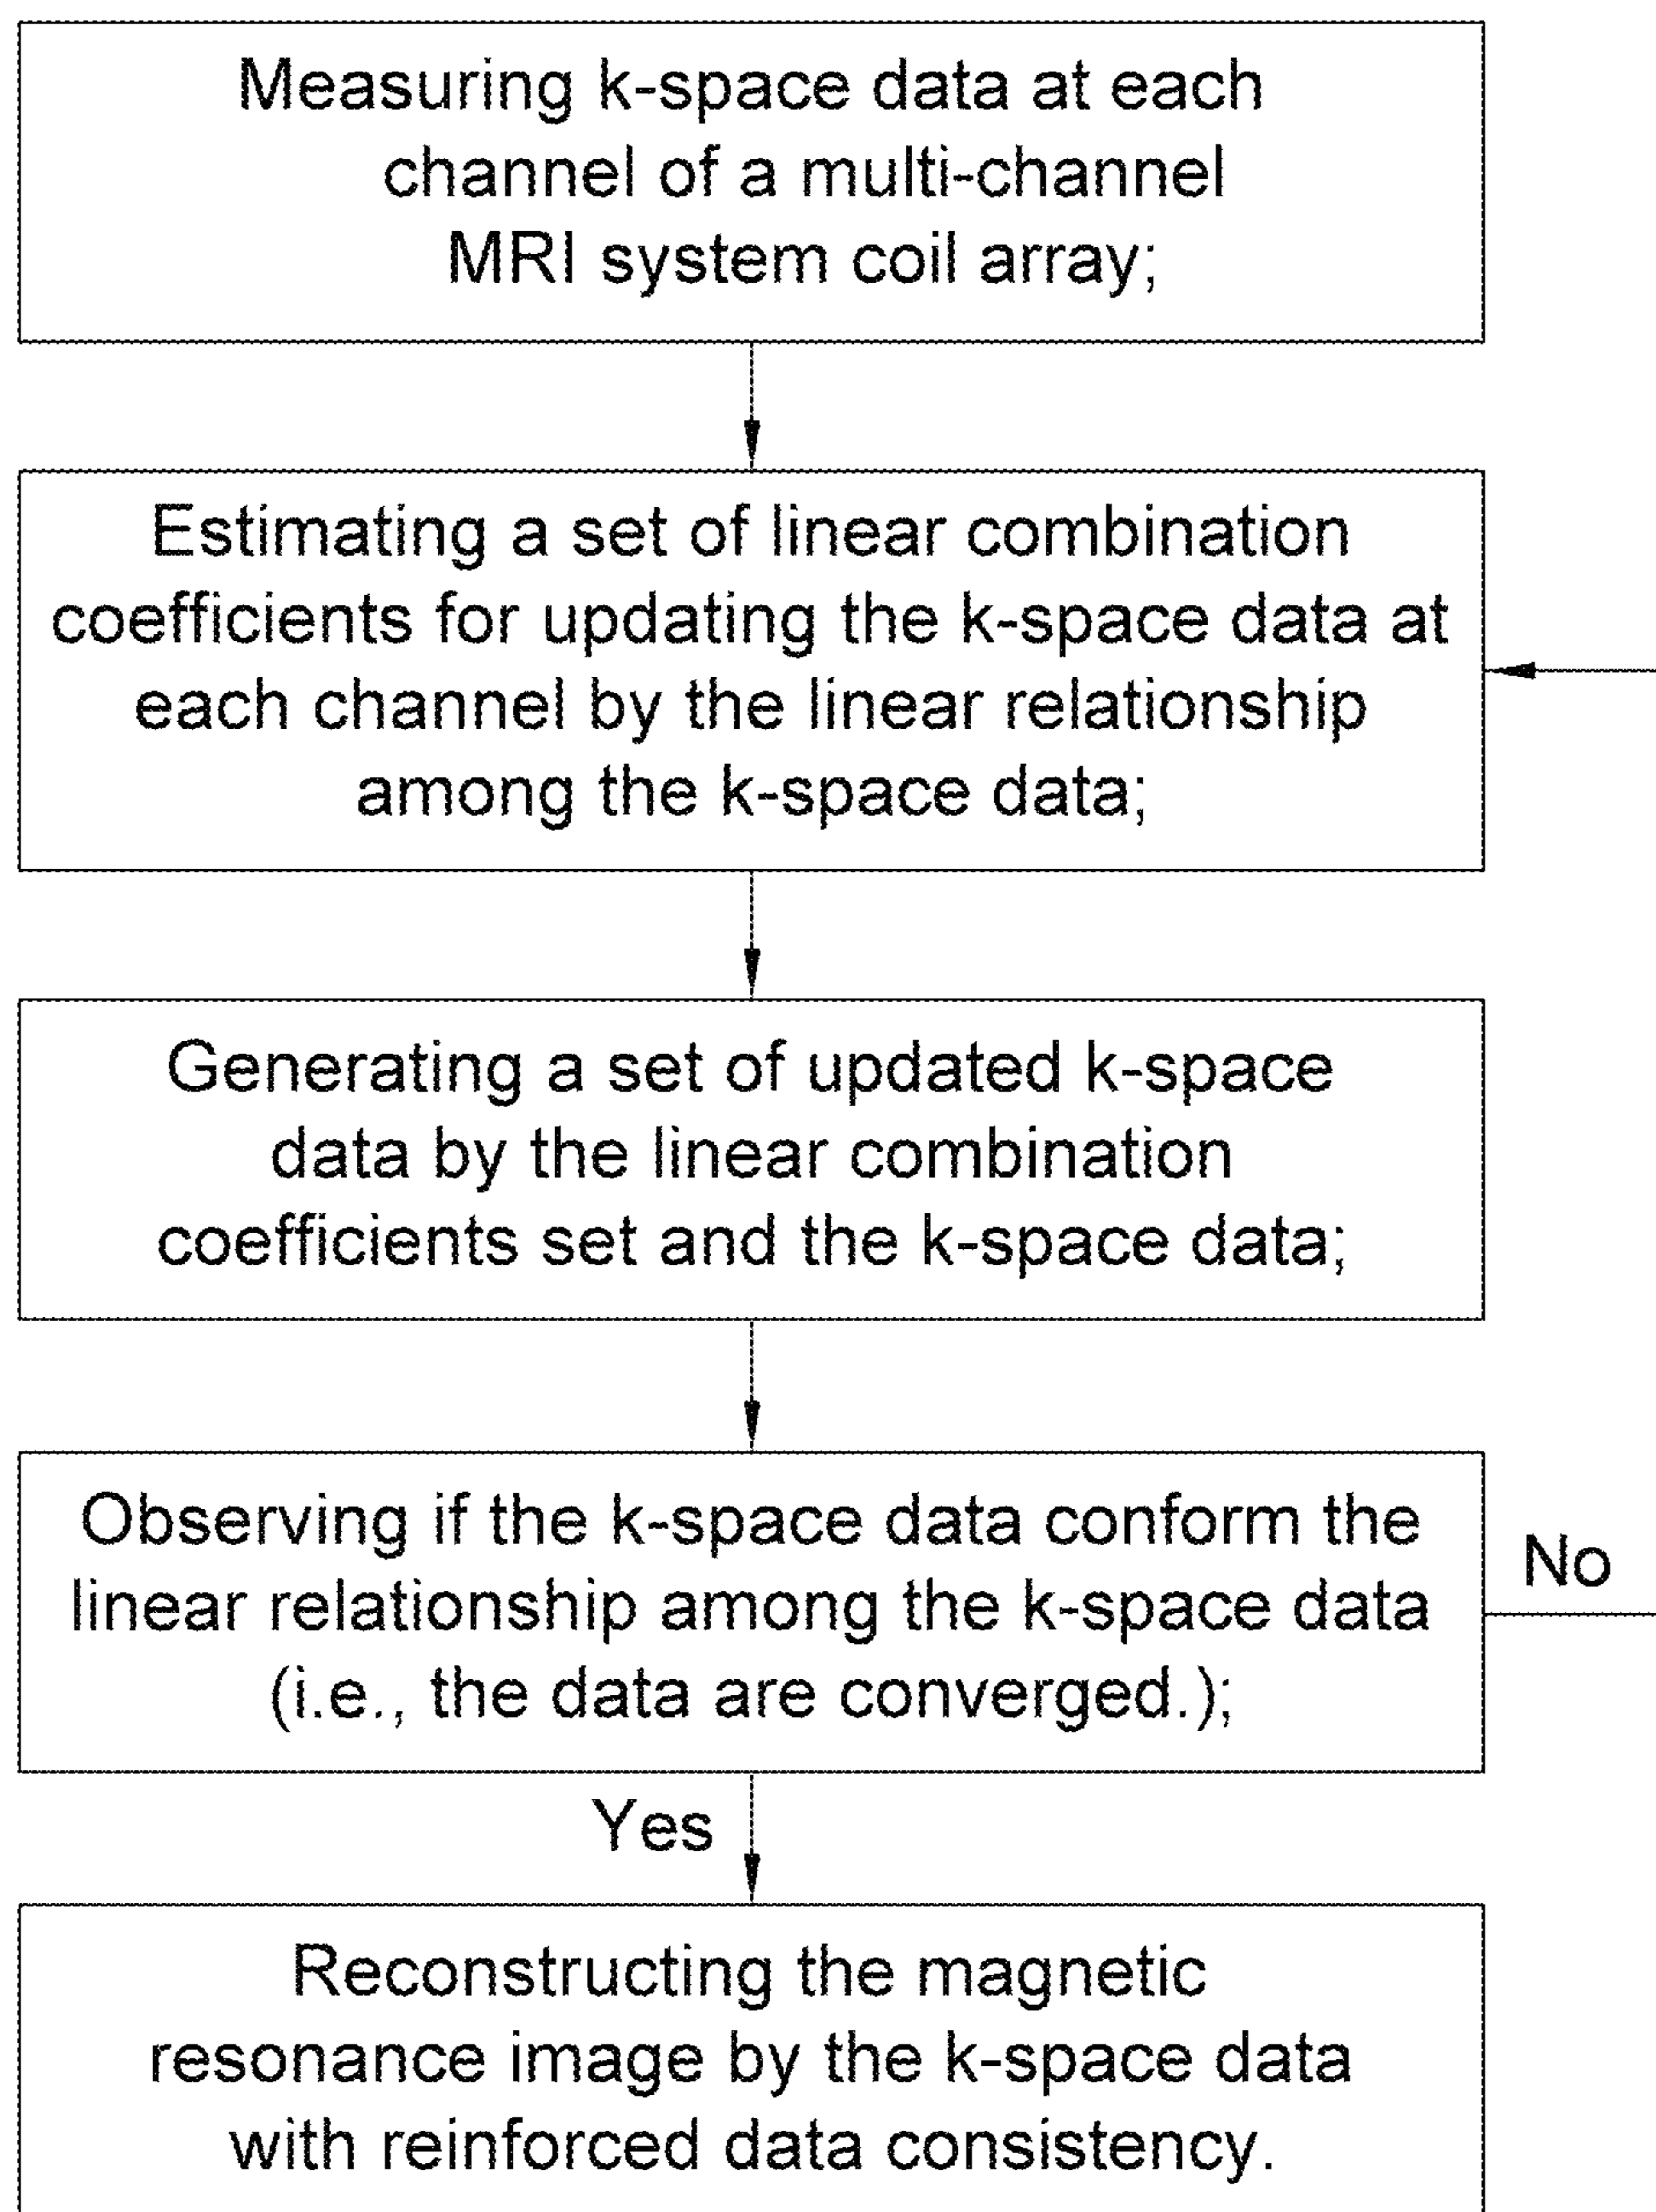 Measuring k-space data at each
channel of a multi-channel
MRI system coil array;
Estimating a set of linear combination
coefficients for updating the k-space data at
each channel by the linear relationship
among the k-space data;
Generating a set of updated k-space
data by the linear combination
coefficients set and the k-space data;
Observing if the k-space data conform the
linear relationship among the k-space data
(i.e., the data are converged.);
No
Yes
Reconstructing the magnetic
resonance image by the k-space data
with reinforced data consistency.